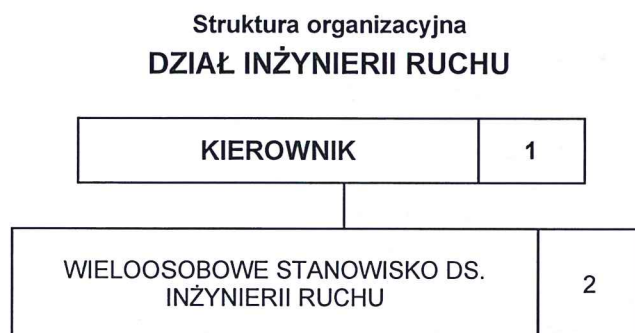 Struktura organizacyjna
DZIAŁ INŻYNIERII RUCHU
KIEROWNIK 1
WIELOOSOBOWE STANOWISKO DS. 2
INŻYNIERII RUCHU